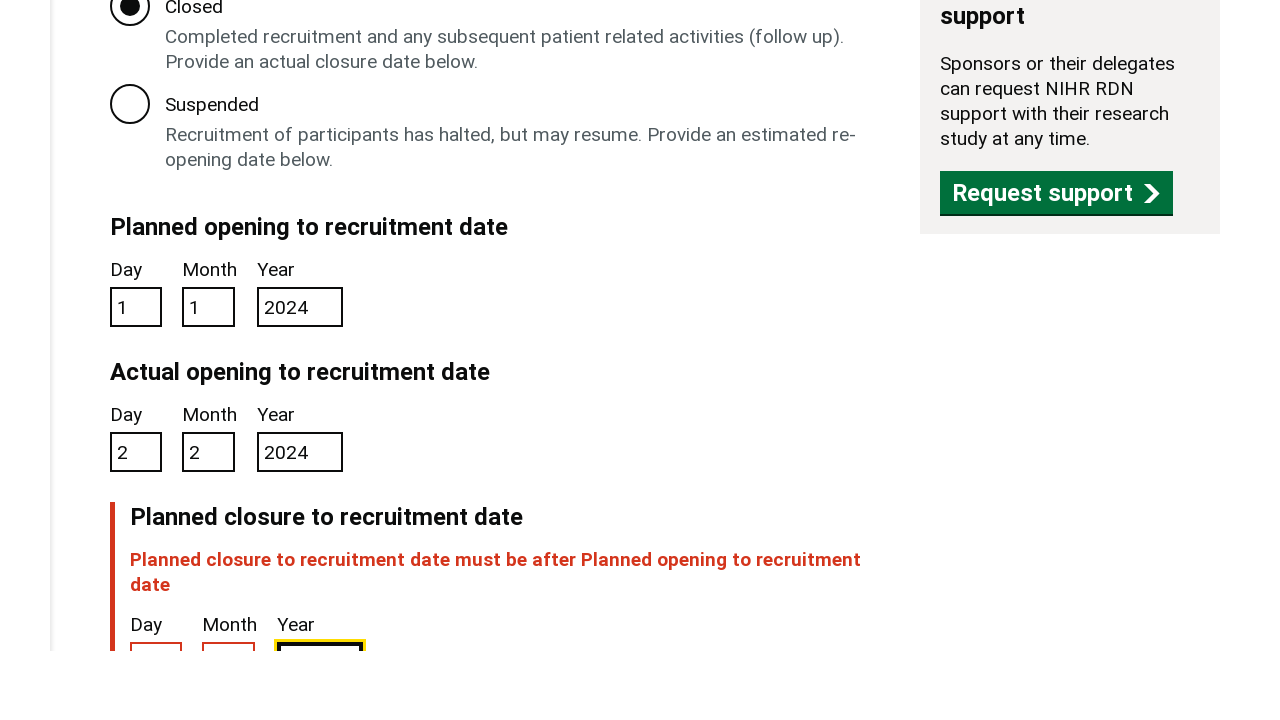 Closed
Completed recruitment and any subsequent patient related activities (follow up).
Provide an actual closure date below.
Suspended
Recruitment of participants has halted, but may resume. Provide an estimated re-
opening date below.
Planned opening to recruitment date
Day Month Year
1 1 2024
Actual opening to recruitment date
Day Month Year
2 2 2024
Planned closure to recruitment date
Planned closure to recruitment date must be after Planned opening to recruitment
date
Day Month Year
support
Sponsors or their delegates
can request NIHR RDN
support with their research
study at any time.
Request support